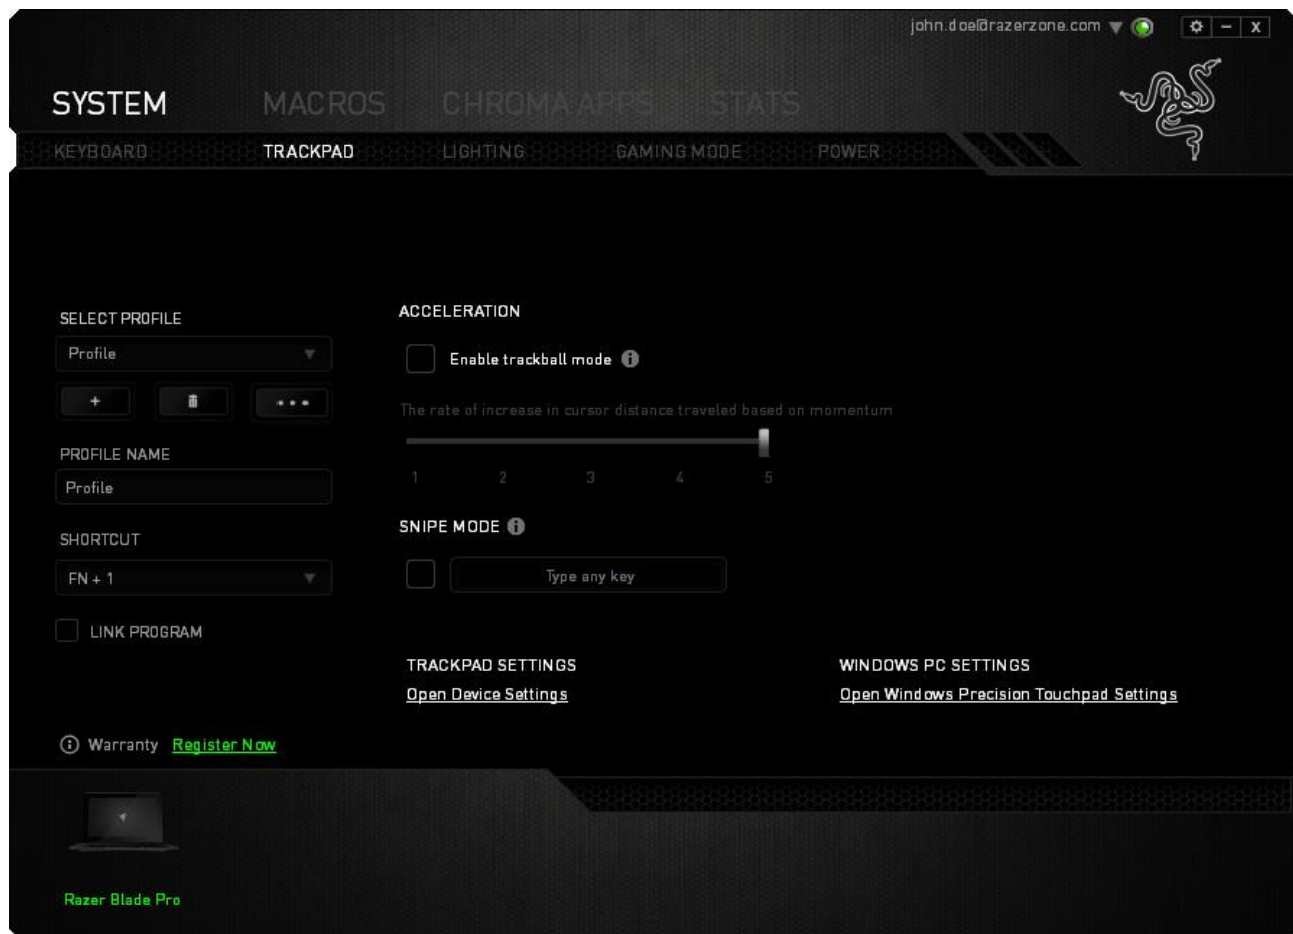 john.doe@razerzone.com
X
SYSTEM MACROS CHROMA APPS STATS
KEYBOARD TRACKPAD LIGHTING GAMING MODE POWER
SELECT PROFILE
Profile
PROFILE NAME
Profile
SHORTCUT
FN + 1
LINK PROGRAM
ACCELERATION
Enable trackball mode
The rate of increase in cursor distance traveled based on momentum
1 2 3 4 5
SNIPE MODE
Type any key
TRACKPAD SETTINGS
Open Device Settings
WINDOWS PC SETTINGS
Open Windows Precision Touchpad Settings
Warranty Register Now
Razer Blade Pro